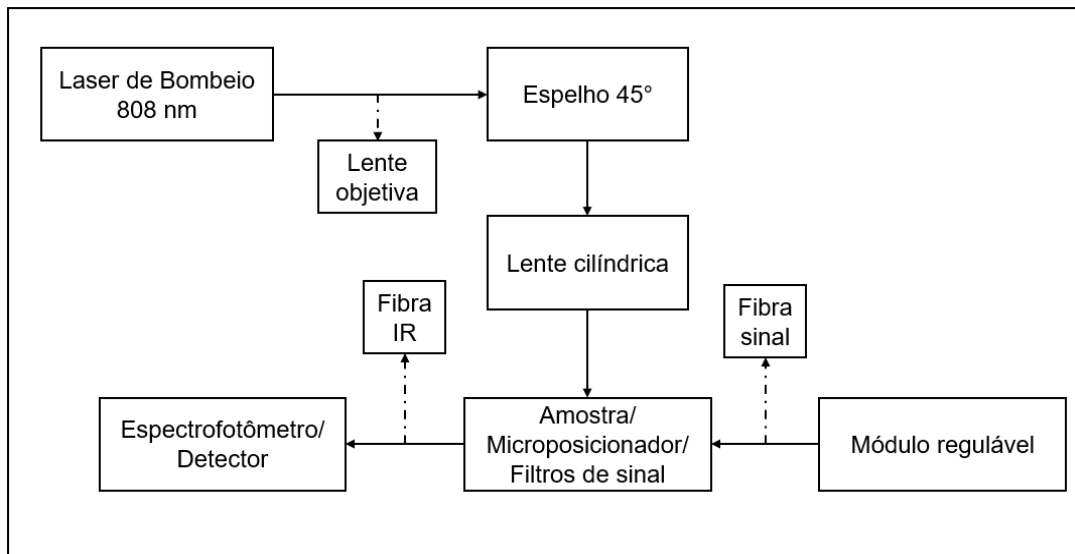 Laser de Bombeio
808 nm
Espelho 45°
Lente
objetiva
Lente cilíndrica
Fibra
IR
Fibra
sinal
Espectrofotômetro/
Detector
Amostra/
Microposicionador/
Filtros de sinal
Módulo regulável